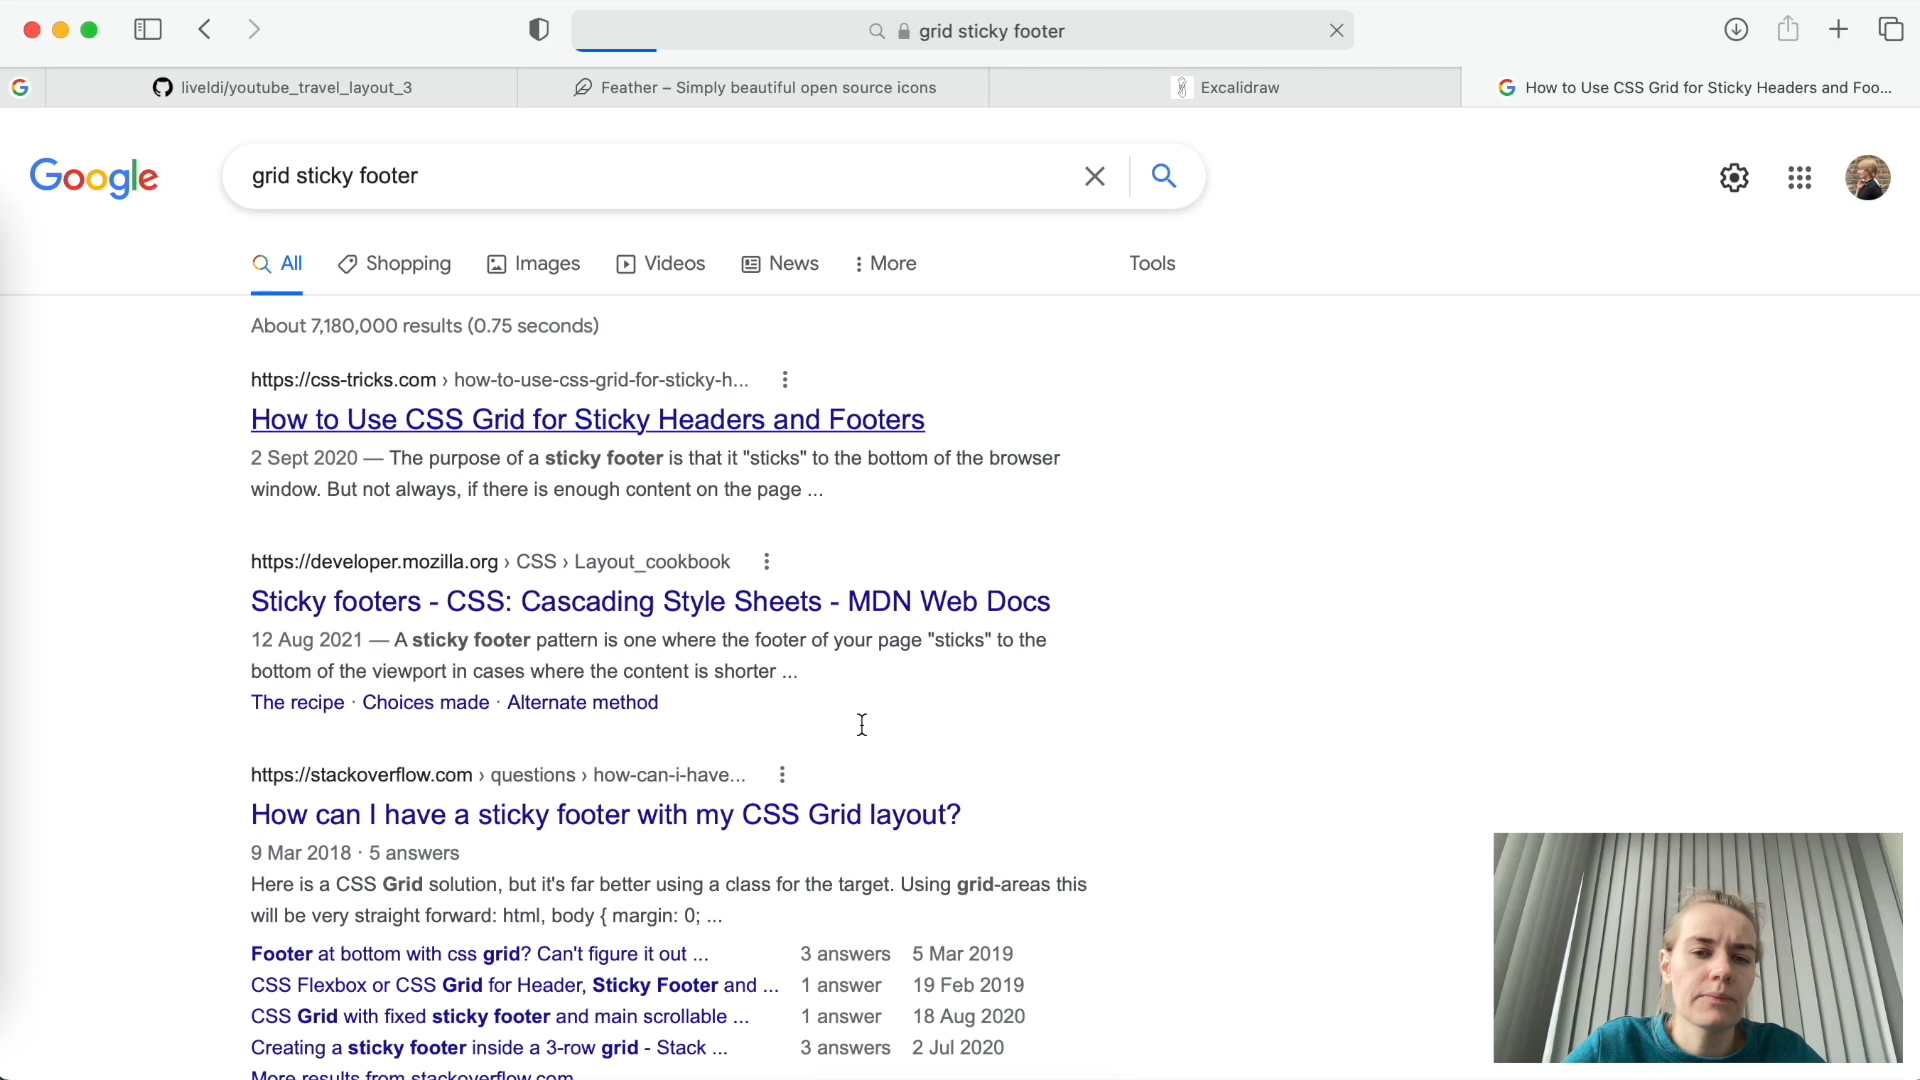 grid sticky footer
liveldi/youtube_travel_layout_3
Feather – Simply beautiful open source icons
Excalidraw
How to Use CSS Grid for Sticky Headers and Foo...
Google
grid sticky footer
All
Shopping
Images
Videos
News
More
Tools
About 7,180,000 results (0.75 seconds)
https://css-tricks.com › how-to-use-css-grid-for-sticky-h...
How to Use CSS Grid for Sticky Headers and Footers
2 Sept 2020 — The purpose of a sticky footer is that it "sticks" to the bottom of the browser
window. But not always, if there is enough content on the page ...
https://developer.mozilla.org › CSS › Layout_cookbook
Sticky footers - CSS: Cascading Style Sheets - MDN Web Docs
12 Aug 2021 — A sticky footer pattern is one where the footer of your page "sticks" to the
bottom of the viewport in cases where the content is shorter ...
The recipe · Choices made · Alternate method
https://stackoverflow.com › questions › how-can-i-have...
How can I have a sticky footer with my CSS Grid layout?
9 Mar 2018 · 5 answers
Here is a CSS Grid solution, but it's far better using a class for the target. Using grid-areas this
will be very straight forward: html, body { margin: 0; ...
Footer at bottom with css grid? Can't figure it out ... 3 answers 5 Mar 2019
CSS Flexbox or CSS Grid for Header, Sticky Footer and ... 1 answer 19 Feb 2019
CSS Grid with fixed sticky footer and main scrollable ... 1 answer 18 Aug 2020
Creating a sticky footer inside a 3-row grid - Stack ... 3 answers 2 Jul 2020
More results from stackoverflow.com